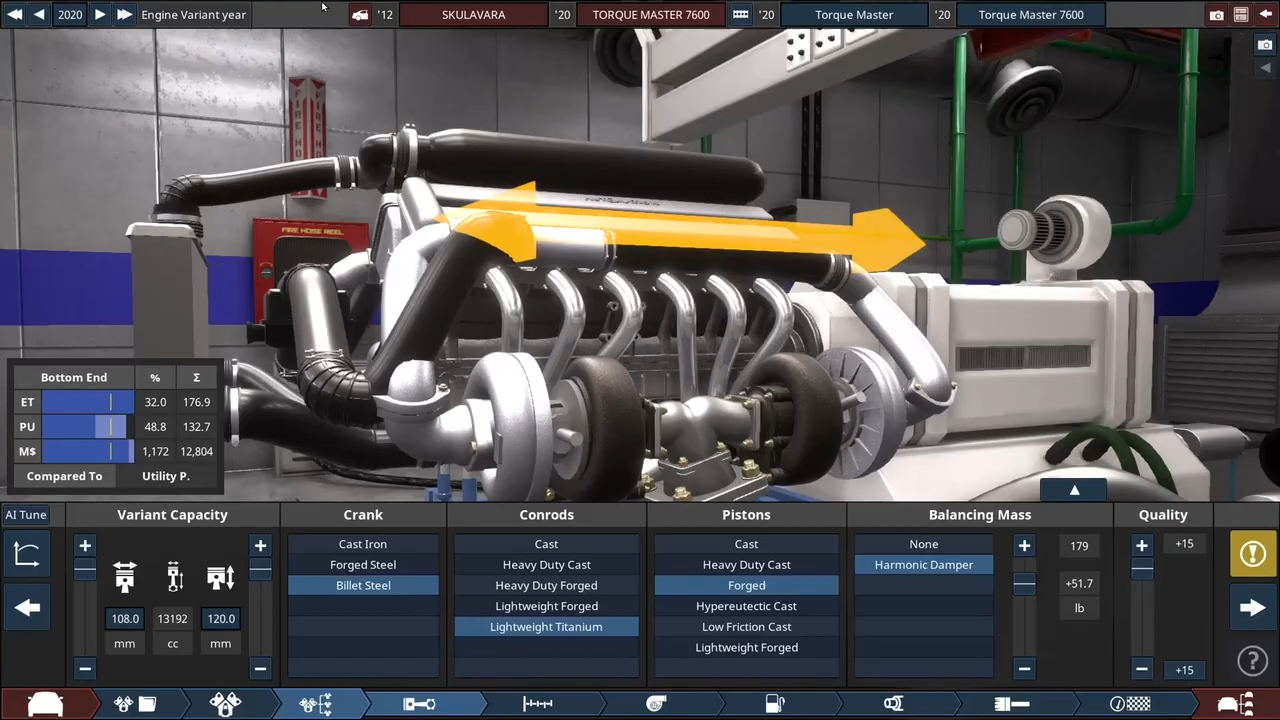 2020 Engine Variant year '12 SKULAVARA '20 TORQUE MASTER 7600 '20 Torque Master '20 Torque Master 7600
FIRE HOSE REEL
Bottom End % Σ
ET 32.0 176.9
PU 48.8 132.7
M$ 1,172 12,804
Compared To Utility P.
AI Tune
Variant Capacity
+ +
108.0 13192 120.0
mm cc mm
- -
Crank
Cast Iron
Forged Steel
Billet Steel
Conrods
Cast
Heavy Duty Cast
Heavy Duty Forged
Lightweight Forged
Lightweight Titanium
Pistons
Cast
Heavy Duty Cast
Forged
Hypereutectic Cast
Low Friction Cast
Lightweight Forged
Balancing Mass
None
Harmonic Damper
+ 179
+51.7
lb
-
Quality
+ +15
- +15
!
?